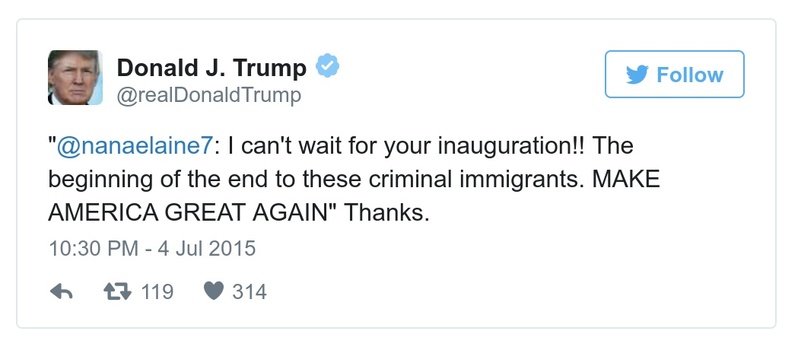 Donald J. Trump
@realDonaldTrump
Follow
"@nanaelaine7: I can't wait for your inauguration!! The
beginning of the end to these criminal immigrants. MAKE
AMERICA GREAT AGAIN" Thanks.
10:30 PM - 4 Jul 2015
119 314